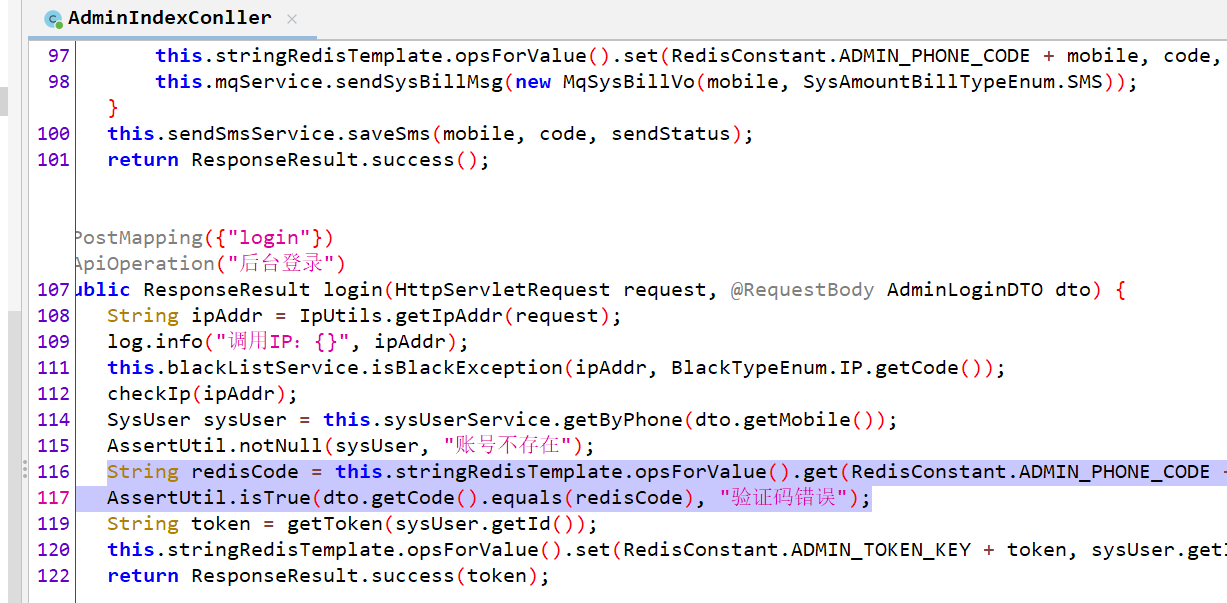 AdminIndexConller ×
97 this.stringRedisTemplate.opsForValue().set(RedisConstant.ADMIN_PHONE_CODE + mobile, code,
98 this.mqService.sendSysBillMsg(new MqSysBillVo(mobile, SysAmountBillTypeEnum.SMS));
}
100 this.sendSmsService.saveSms(mobile, code, sendStatus);
101 return ResponseResult.success();
PostMapping({"login"})
ApiOperation("后台登录")
107 ublic ResponseResult login(HttpServletRequest request, @RequestBody AdminLoginDTO dto) {
108 String ipAddr = IpUtils.getIpAddr(request);
109 log.info("调用IP: {}", ipAddr);
111 this.blackListService.isBlackException(ipAddr, BlackTypeEnum.IP.getCode());
112 checkIp(ipAddr);
114 SysUser sysUser = this.sysUserService.getByPhone(dto.getMobile());
115 AssertUtil.notNull(sysUser, "账号不存在");
116 String redisCode = this.stringRedisTemplate.opsForValue().get(RedisConstant.ADMIN_PHONE_CODE
117 AssertUtil.isTrue(dto.getCode().equals(redisCode), "验证码错误");
119 String token = getToken(sysUser.getId());
120 this.stringRedisTemplate.opsForValue().set(RedisConstant.ADMIN_TOKEN_KEY + token, sysUser.getI
122 return ResponseResult.success(token);